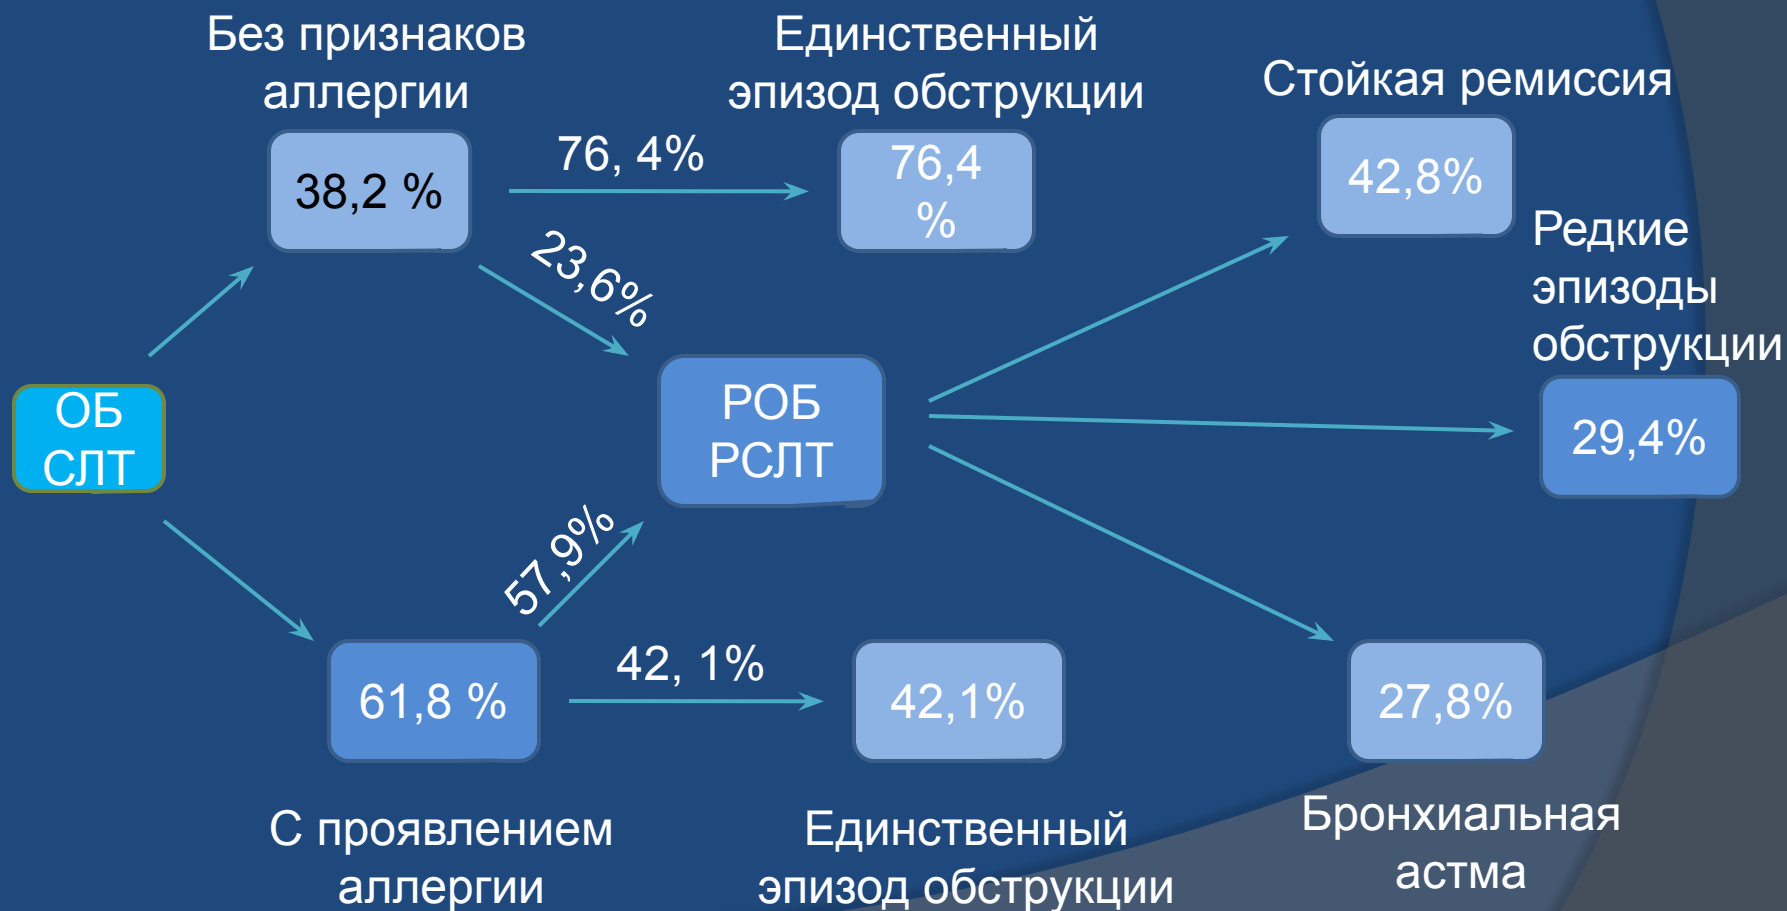 Без признаков
аллергии
Единственный
эпизод обструкции
Стойкая ремиссия
38,2 %
76, 4%
76,4
%
42,8%
23,6%
Редкие
эпизоды
обструкции
ОБ
СЛТ
РОБ
РСЛТ
29,4%
57,9%
61,8 %
42, 1%
42,1%
27,8%
С проявлением
аллергии
Единственный
эпизод обструкции
Бронхиальная
астма